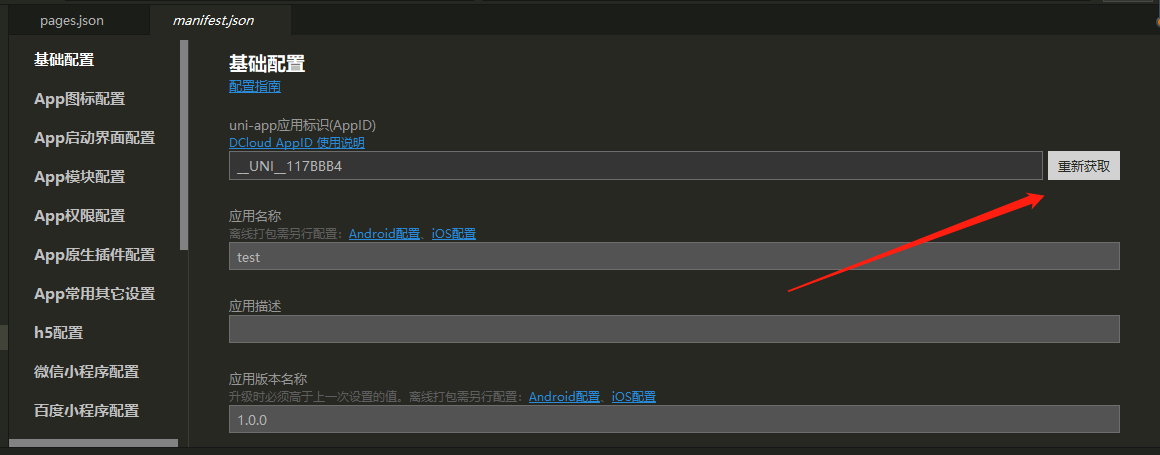 pages.json
manifest.json
基础配置
App图标配置
App启动界面配置
App模块配置
App权限配置
App原生插件配置
App常用其它设置
h5配置
微信小程序配置
百度小程序配置
基础配置
配置指南
uni-app应用标识(AppID)
DCloud AppID 使用说明
__UNI__117BBB4
重新获取
应用名称
离线打包需另行配置：Android配置、iOS配置
test
应用描述
应用版本名称
升级时必须高于上一次设置的值。离线打包需另行配置：Android配置、iOS配置
1.0.0